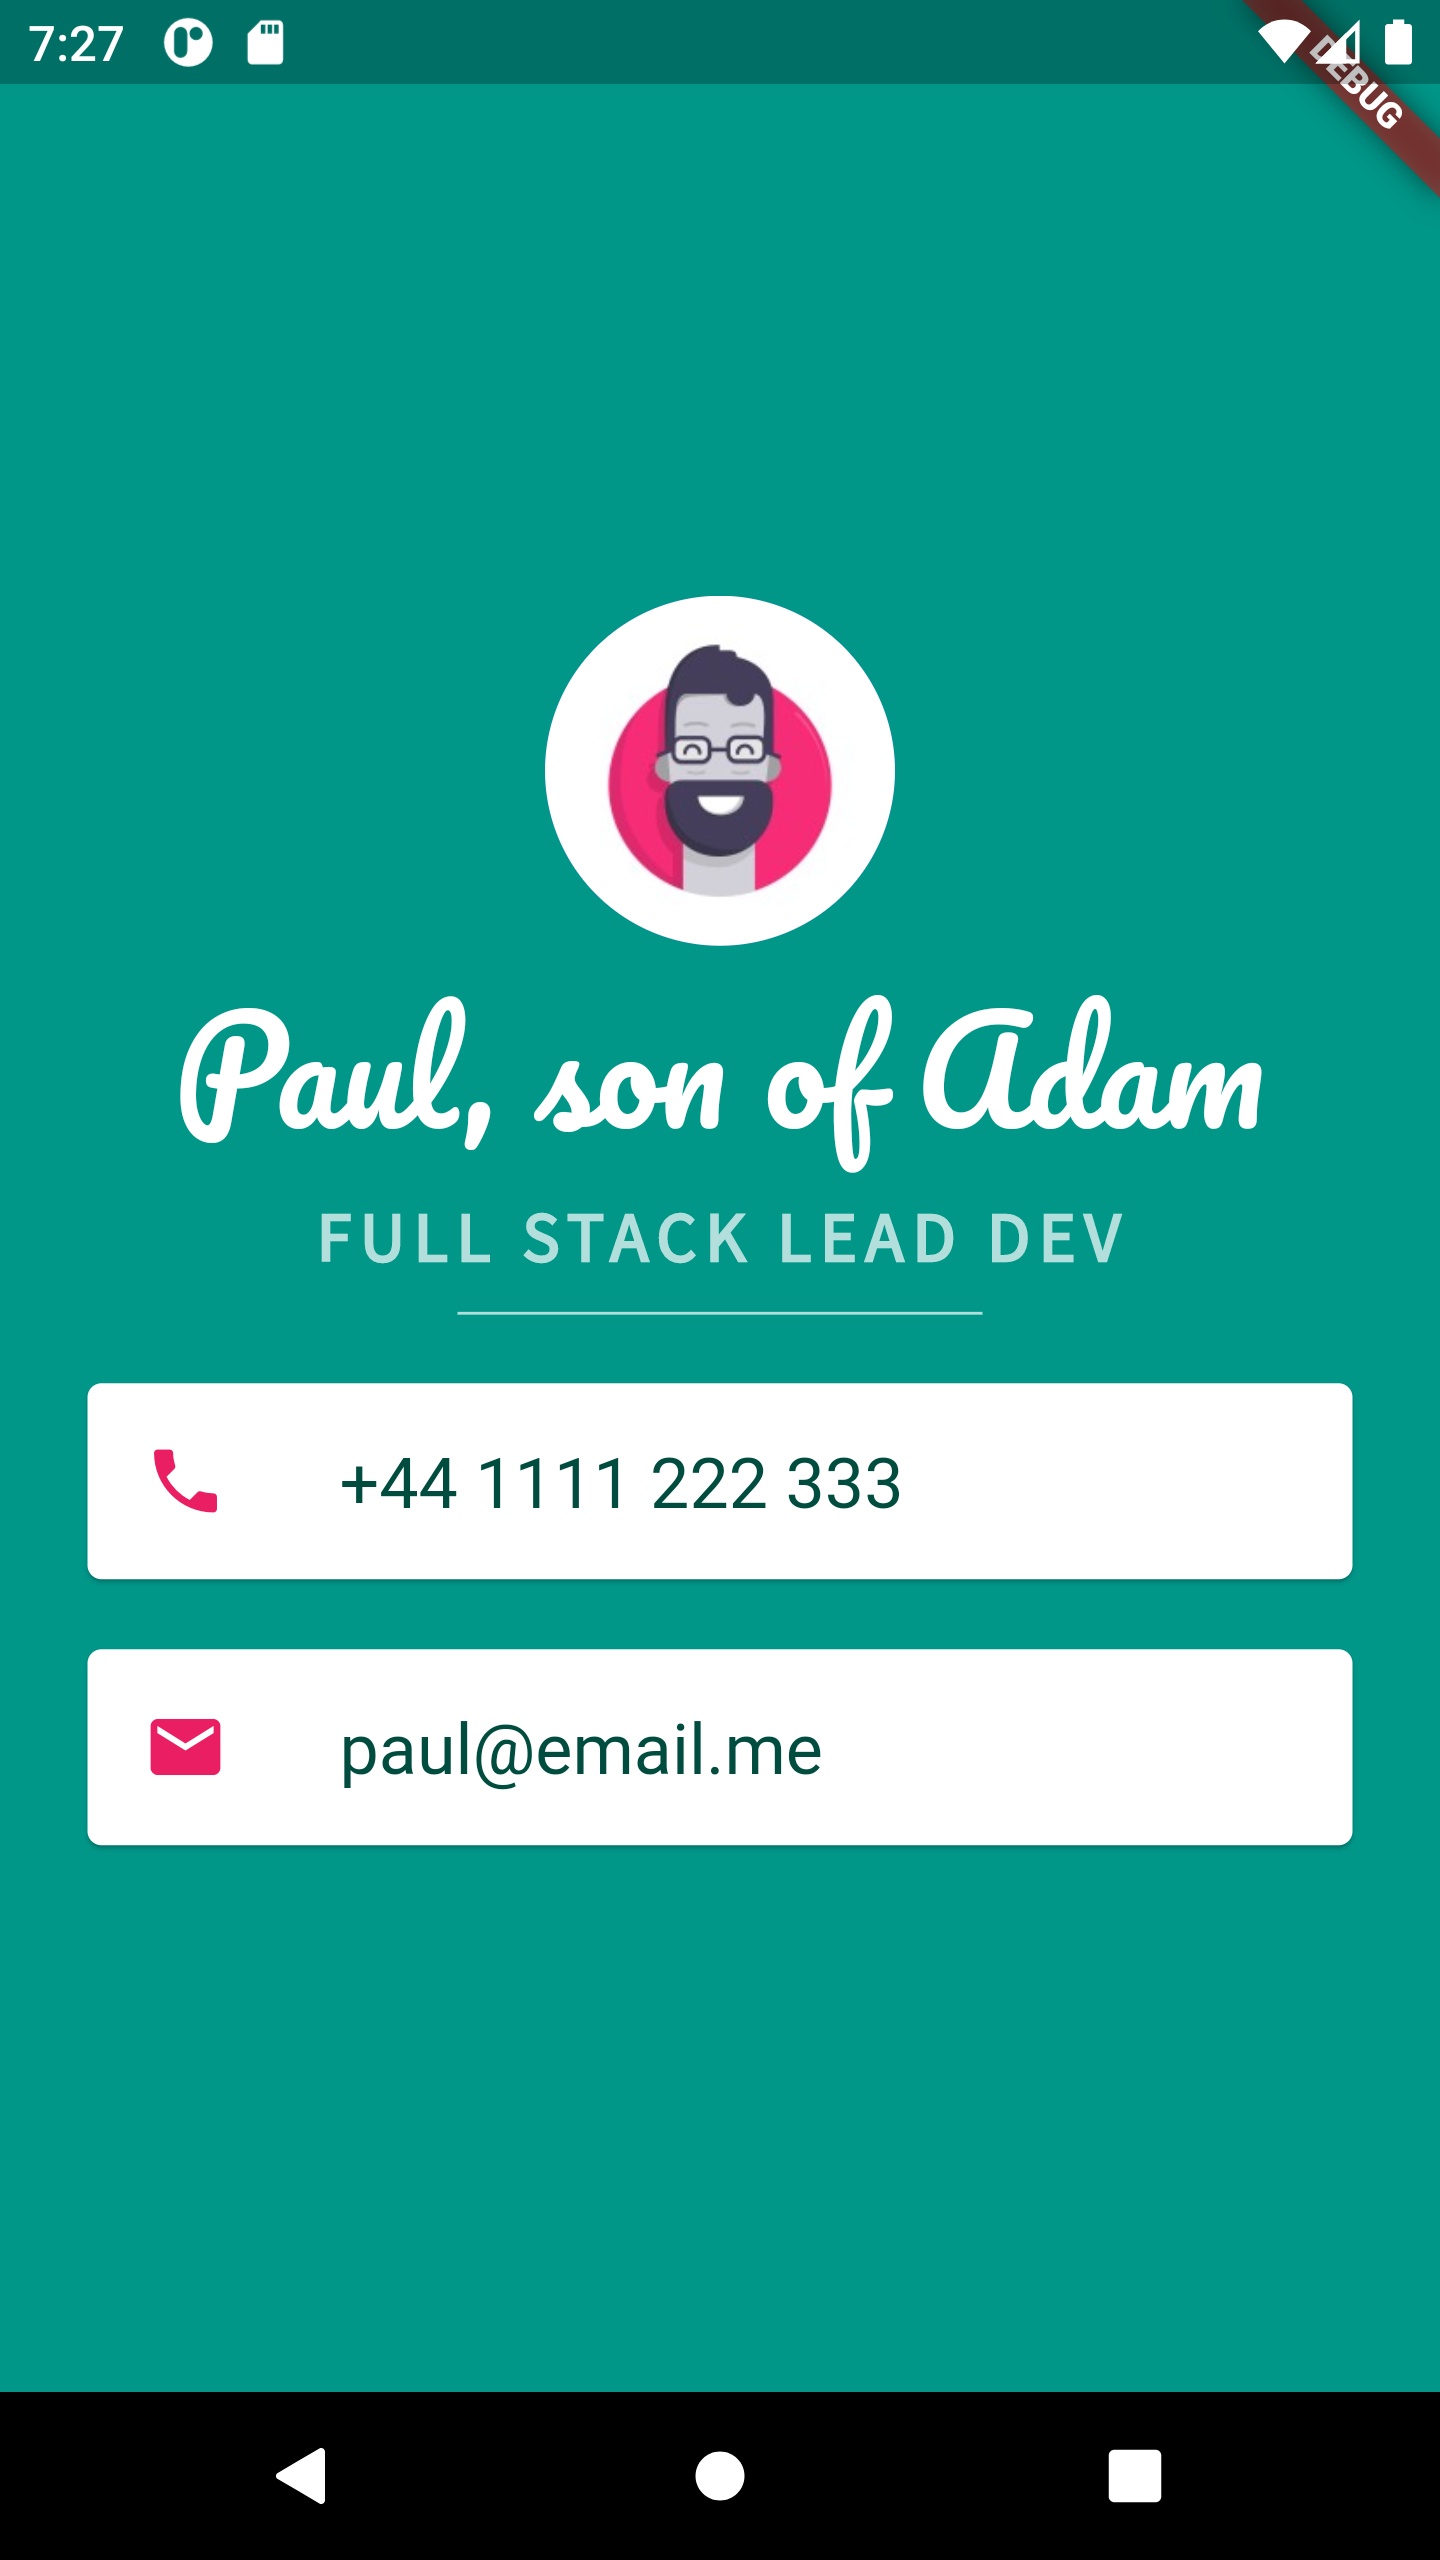 7:27
DEBUG
Paul, son of Adam
FULL STACK LEAD DEV
+44 1111 222 333
paul@email.me